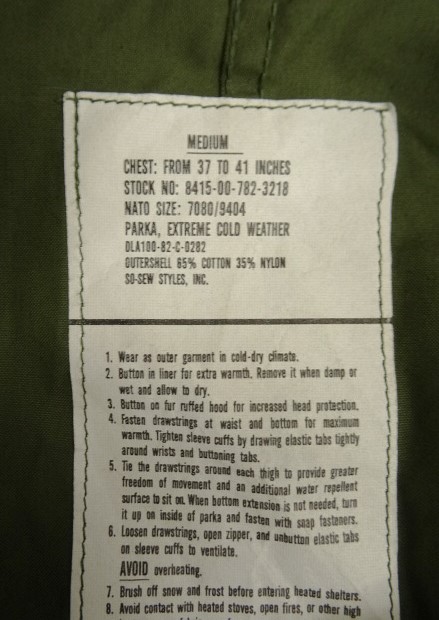 MEDIUM
CHEST: FROM 37 TO 41 INCHES
STOCK NO: 8415-00-782-3218
NATO SIZE: 7080/9404
PARKA, EXTREME COLD WEATHER
DLA100-82-C-0282
OUTERSHELL 65% COTTON 35% NYLON
SO-SEW STYLES, INC.
1. Wear as outer garment in cold-dry climate.
2. Button in liner for extra warmth. Remove it when damp or
wet and allow to dry.
3. Button on fur ruffed hood for increased head protection.
4. Fasten drawstrings at waist and bottom for maximum
warmth. Tighten sleeve cuffs by drawing elastic tabs tightly
around wrists and buttoning tabs.
5. Tie the drawstrings around each thigh to provide greater
freedom of movement and an additional water repellent
surface to sit on. When bottom extension is not needed, turn
it up on inside of parka and fasten with snap fasteners.
6. Loosen drawstrings, open zipper, and unbutton elastic tabs
on sleeve cuffs to ventilate.
AVOID overheating.
7. Brush off snow and frost before entering heated shelters.
8. Avoid contact with heated stoves, open fires, or other high